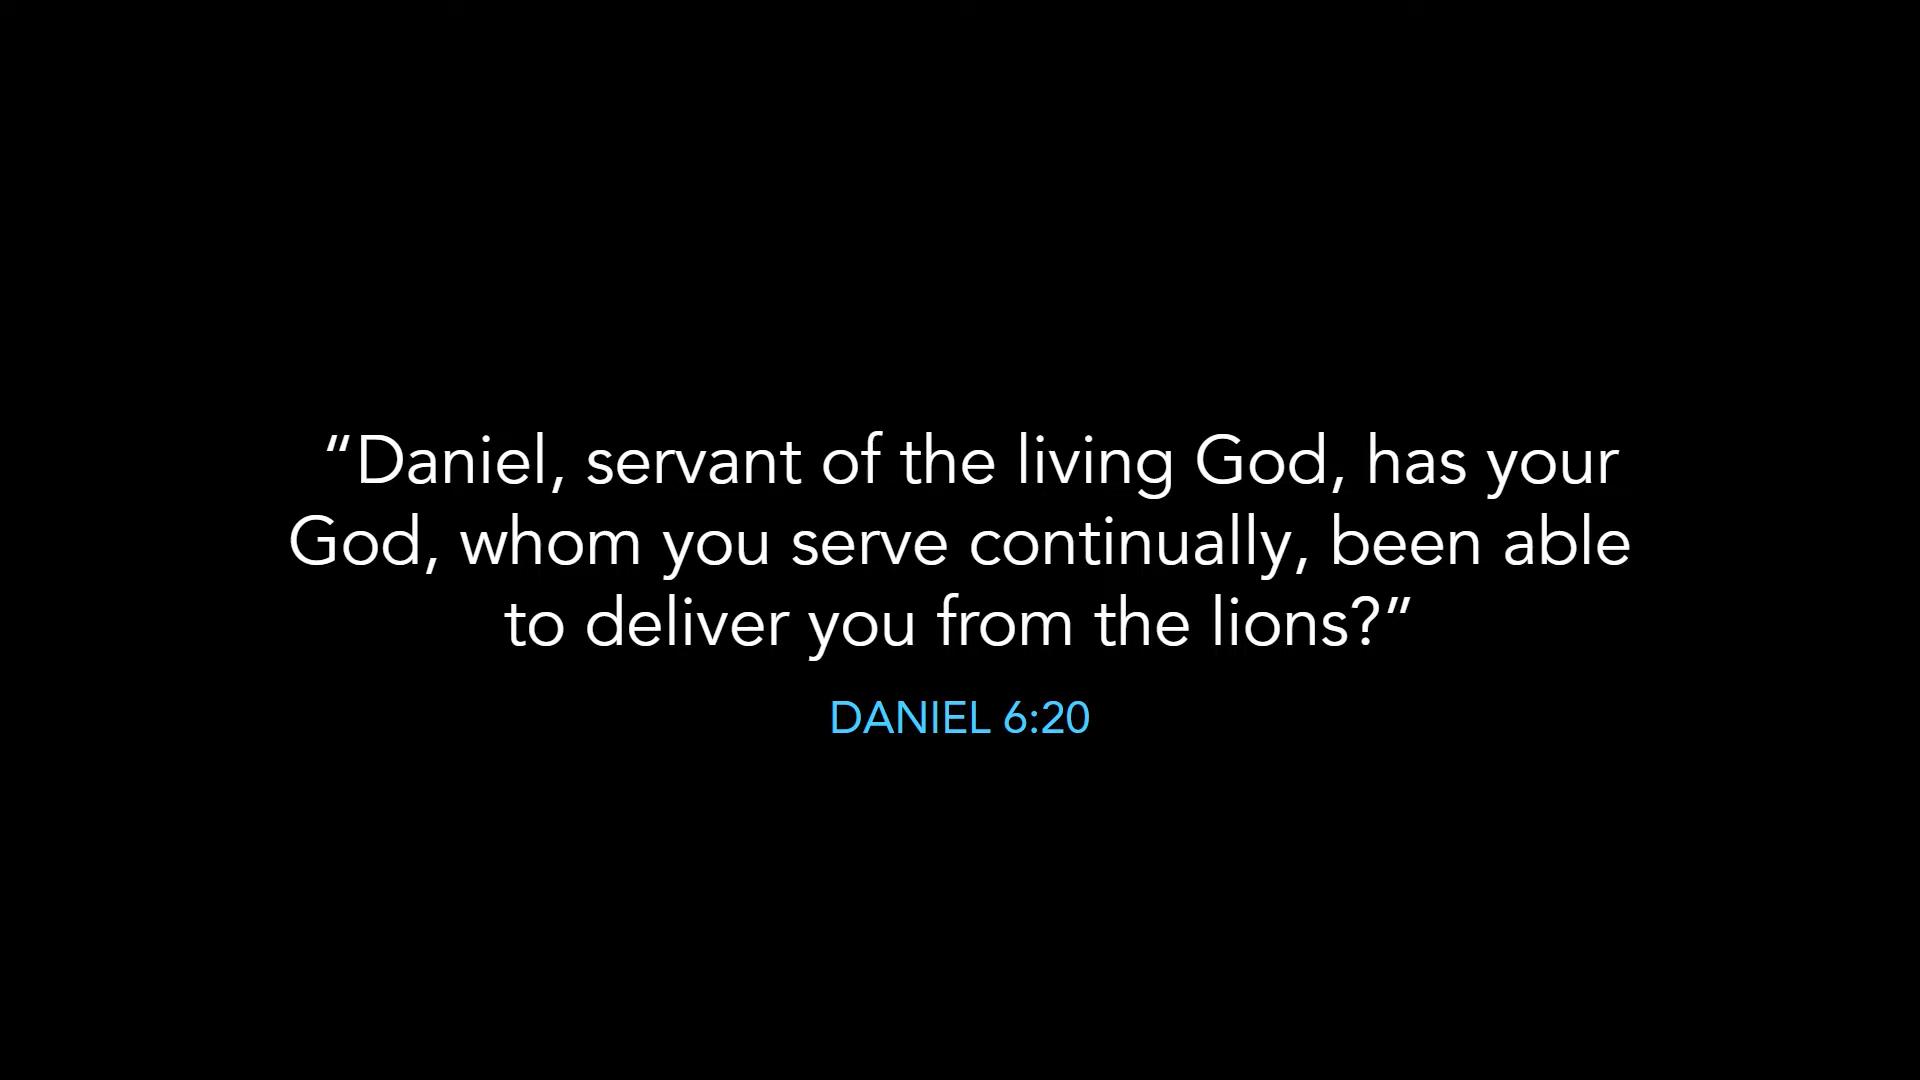 “Daniel, servant of the living God, has your
God, whom you serve continually, been able
to deliver you from the lions?”
DANIEL 6:20